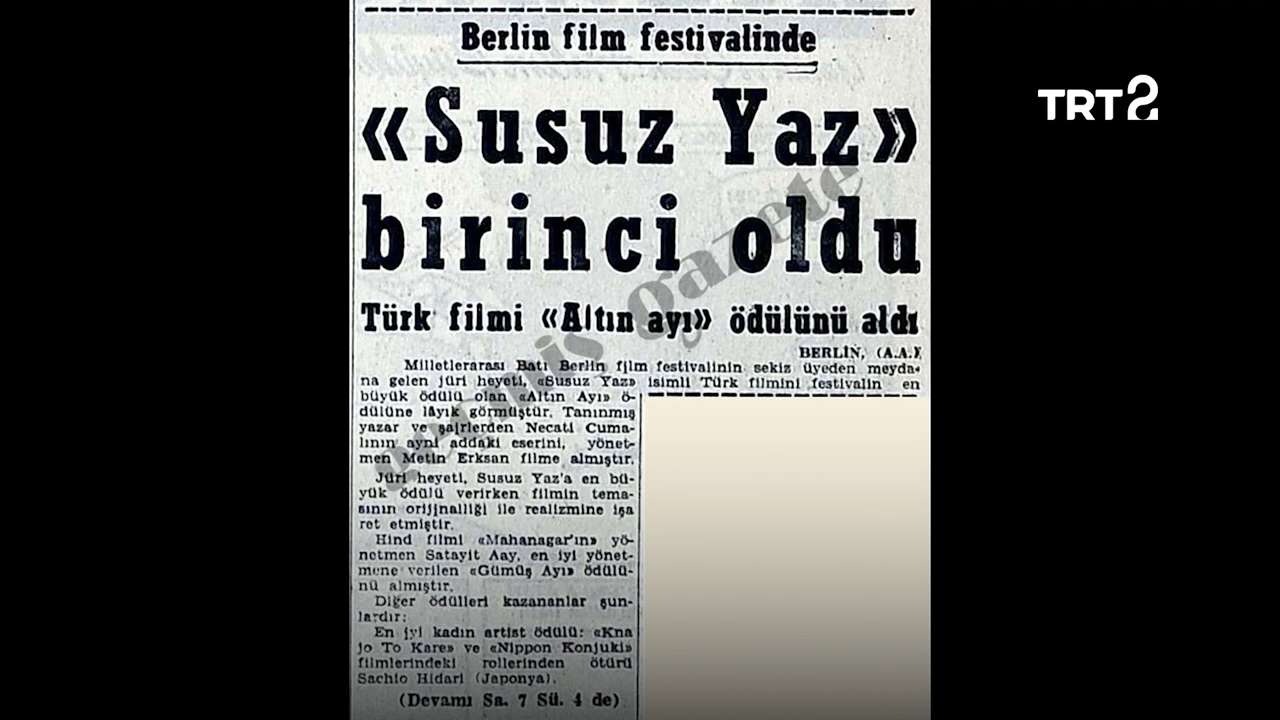 Berlin film festivalinde
«Susuz Yaz»
birinci oldu
Türk filmi «Altın ayı» ödülünü aldı
BERLİN, (A.A.)
Milletlerarası Batı Berlin film festivalinin sekiz üyeden meyda-
na gelen jüri heyeti, «Susuz Yaz» isimli Türk filmini festivalin en
büyük ödülü olan «Altın Ayı» ö-
dülüne lâyık görmüştür. Tanınmış
yazar ve şairlerden Necati Cuma-
lının ayni addaki eserini, yönet-
men Metin Erksan filme almıştır.
Jüri heyeti, Susuz Yaz'a en bü-
yük ödülü verirken filmin tema-
sının orijinalliği ile realizmine işa
ret etmiştir.
Hind filmi «Mahanagar'ın» yö-
netmen Satayit Aay, en iyi yönet-
mene verilen «Gümüş Ayı» ödülü-
nü almıştır.
Diğer ödülleri kazananlar şun-
lardır:
En iyi kadın artist ödülü: «Kna
jo To Kare» ve «Nippon Konjuki»
filmlerindeki rollerinden ötürü
Sachio Hidari (Japonya).
(Devamı Sa. 7 Sü. 4 de)
geçmiş gazete
TRT2